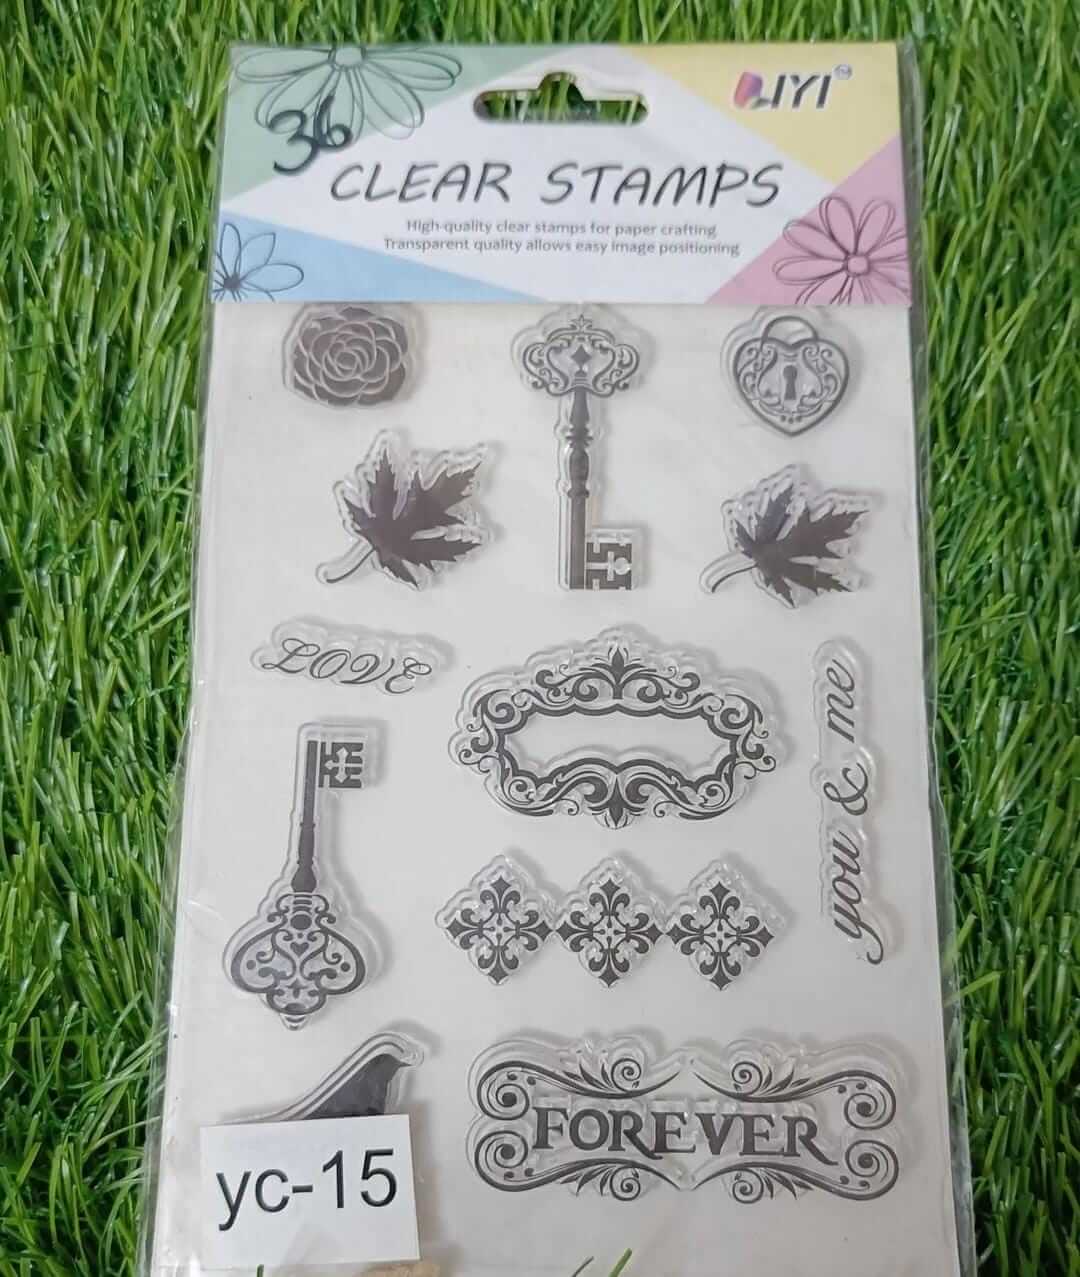 LIYI TM
36
CLEAR STAMPS
High-quality clear stamps for paper crafting
Transparent quality allows easy image positioning
LOVE
you & me
FOREVER
yc-15